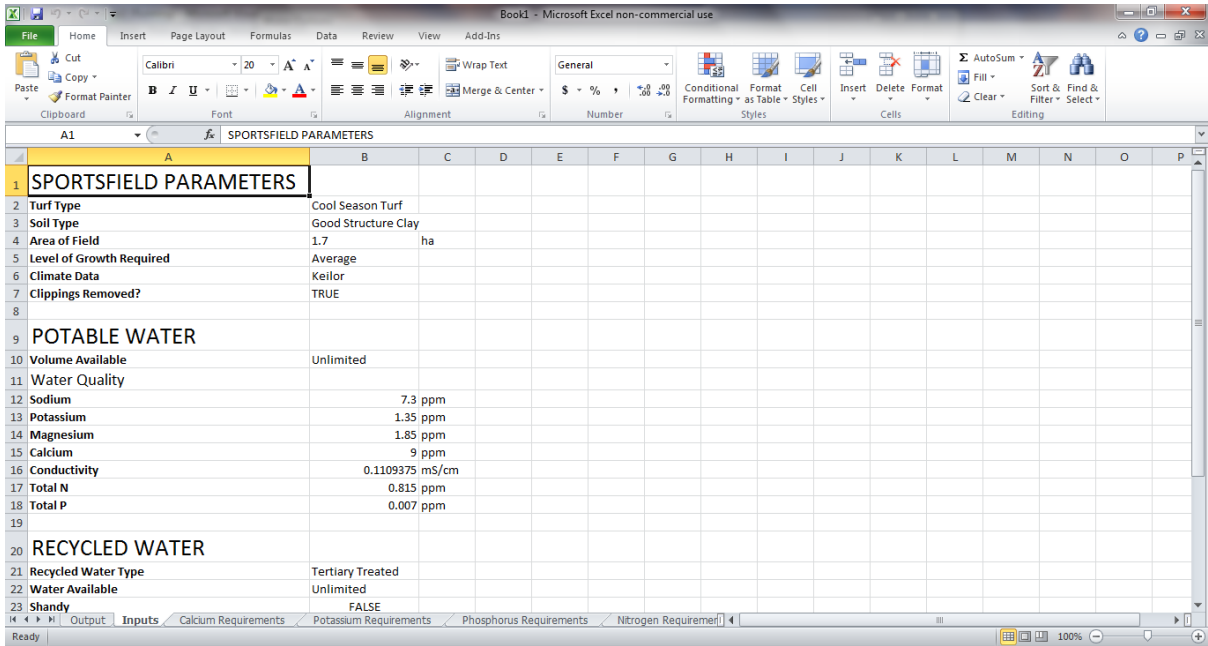 Book1 - Microsoft Excel non-commercial use
File Home Insert Page Layout Formulas Data Review View Add-Ins
Cut Calibri 20 Wrap Text General AutoSum
Copy Fill
Paste Format Painter B I U A Merge & Center $ % , Conditional Formatting Format as Table Cell Styles Insert Delete Format Clear Sort & Filter Find & Select
Clipboard Font Alignment Number Styles Cells Editing
A1 fx SPORTSFIELD PARAMETERS
A B C D E F G H I J K L M N O P
1 SPORTSFIELD PARAMETERS
2 Turf Type Cool Season Turf
3 Soil Type Good Structure Clay
4 Area of Field 1.7 ha
5 Level of Growth Required Average
6 Climate Data Keilor
7 Clippings Removed? TRUE
8
9 POTABLE WATER
10 Volume Available Unlimited
11 Water Quality
12 Sodium 7.3 ppm
13 Potassium 1.35 ppm
14 Magnesium 1.85 ppm
15 Calcium 9 ppm
16 Conductivity 0.1109375 mS/cm
17 Total N 0.815 ppm
18 Total P 0.007 ppm
19
20 RECYCLED WATER
21 Recycled Water Type Tertiary Treated
22 Water Available Unlimited
23 Shandy FALSE
Output Inputs Calcium Requirements Potassium Requirements Phosphorus Requirements Nitrogen Requirem
Ready 100%